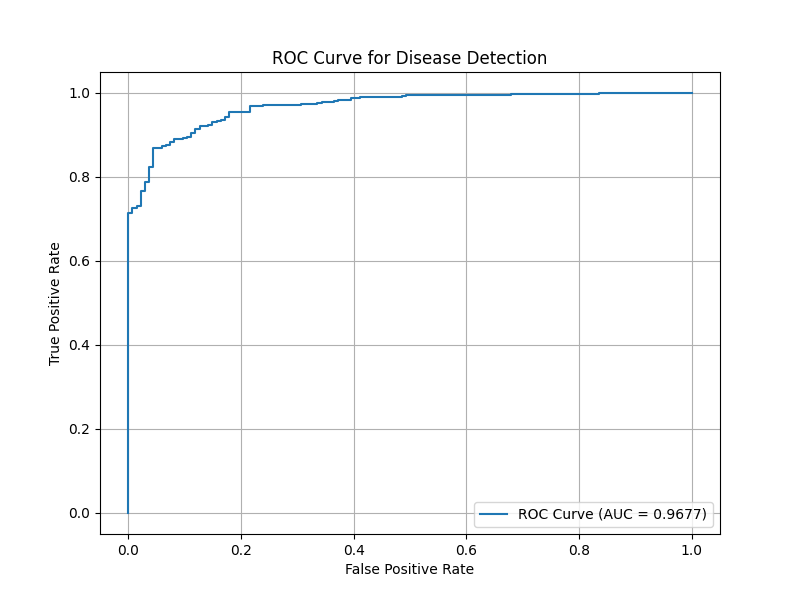 ROC Curve for Disease Detection
1.0
0.8
0.6
0.4
0.2
0.0
True Positive Rate
0.0 0.2 0.4 0.6 0.8 1.0
False Positive Rate
ROC Curve (AUC = 0.9677)